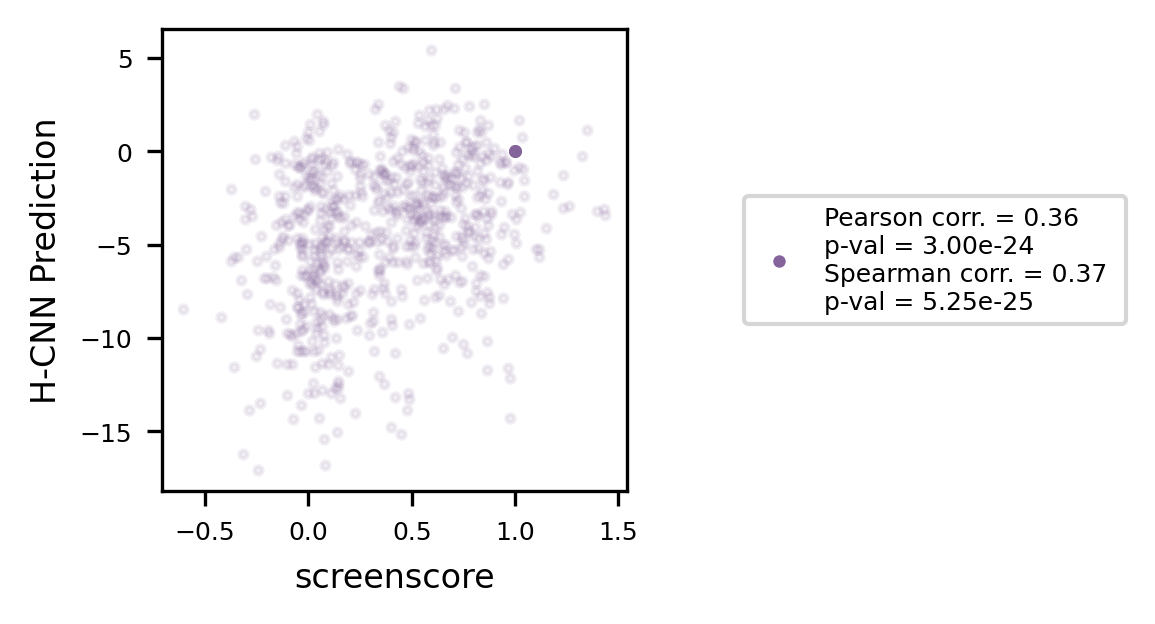 5
0
−5
−10
−15
H-CNN Prediction
−0.5
0.0
0.5
1.0
1.5
screenscore
Pearson corr. = 0.36
p-val = 3.00e-24
Spearman corr. = 0.37
p-val = 5.25e-25